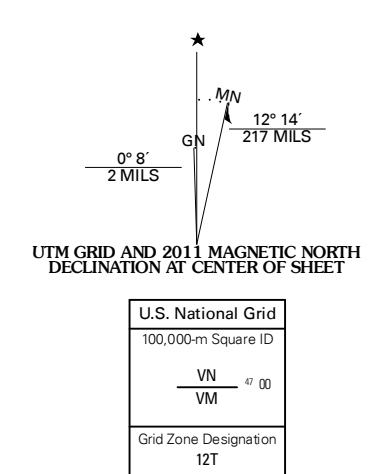 ★
MN
GN
12° 14´
217 MILS
0° 8´
2 MILS
UTM GRID AND 2011 MAGNETIC NORTH
DECLINATION AT CENTER OF SHEET
U.S. National Grid
100,000-m Square ID
VN
47 00
VM
Grid Zone Designation
12T